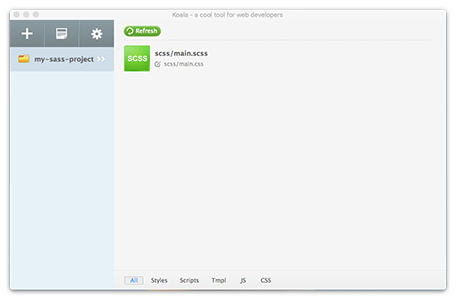 Koala - a cool tool for web developers
Refresh
my-sass-project >>
SCSS
scss/main.scss
scss/main.css
All Styles Scripts Tmpl JS CSS